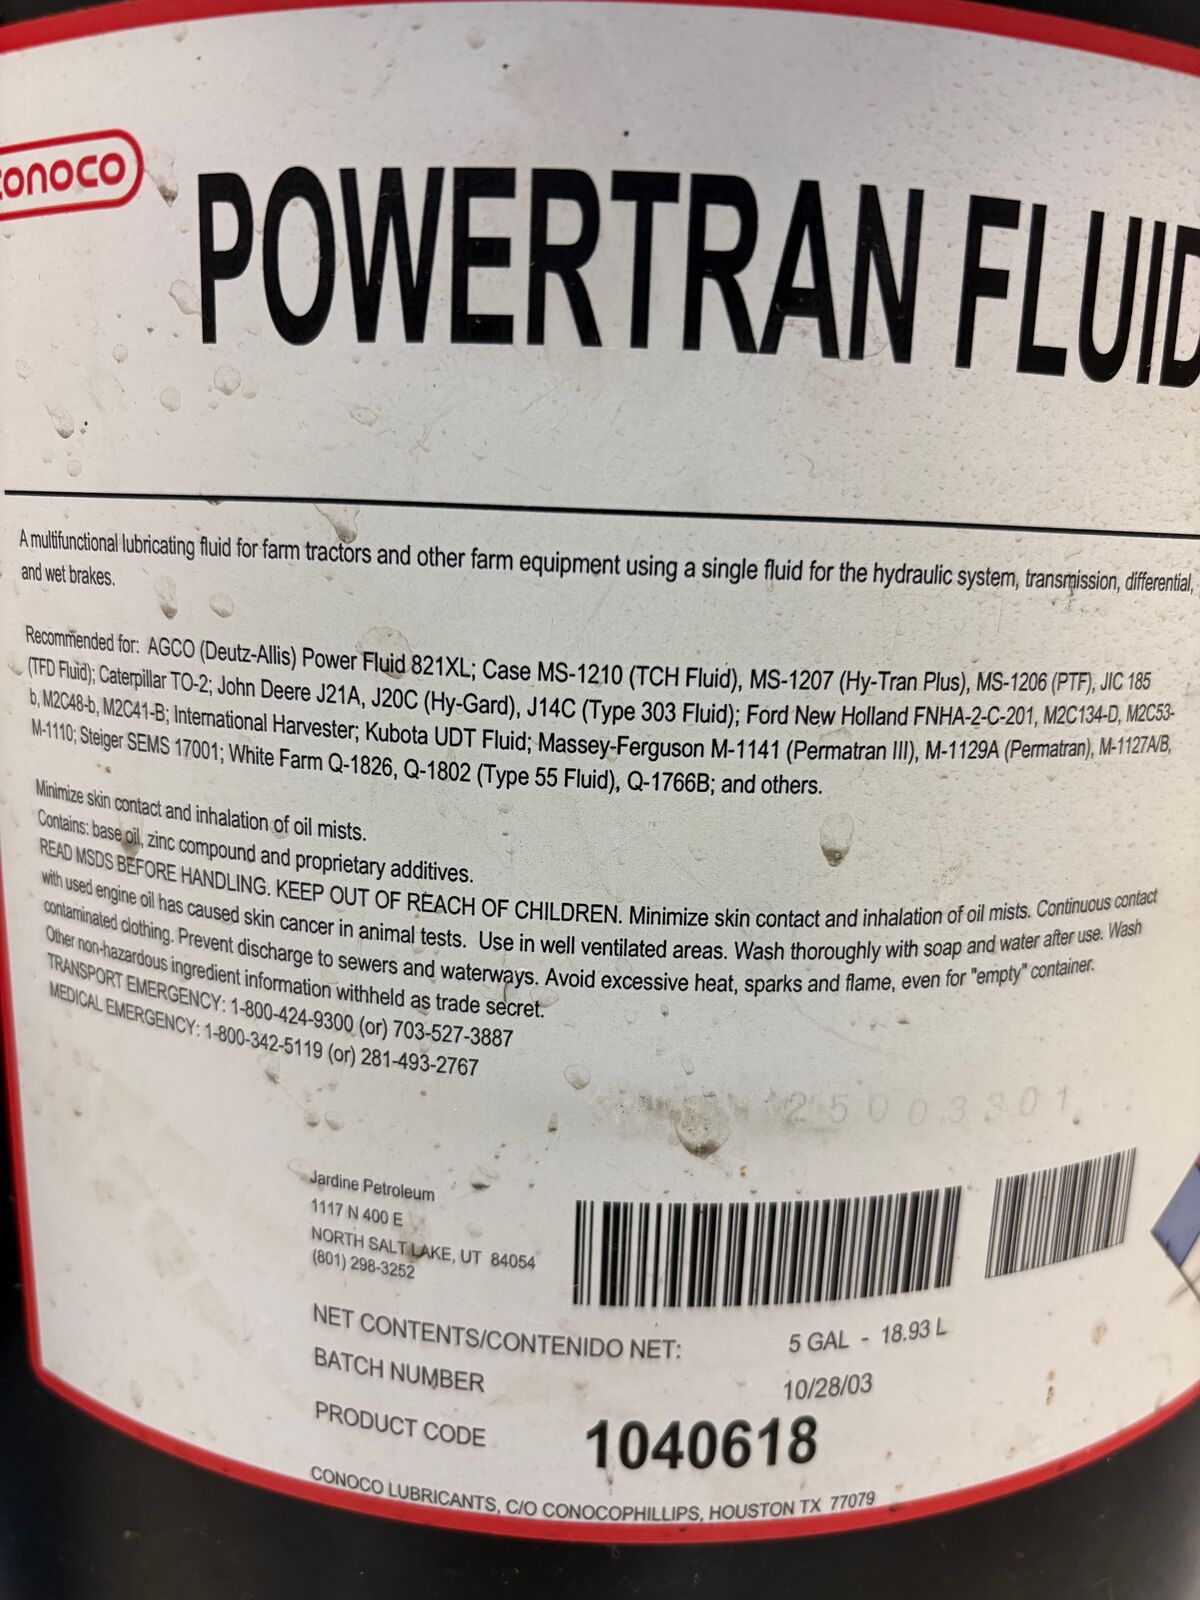 conoco
POWERTRAN FLUID
A multifunctional lubricating fluid for farm tractors and other farm equipment using a single fluid for the hydraulic system, transmission, differential,
and wet brakes.
Recommended for: AGCO (Deutz-Allis) Power Fluid 821XL; Case MS-1210 (TCH Fluid), MS-1207 (Hy-Tran Plus), MS-1206 (PTF), JIC 185
(TFD Fluid); Caterpillar TO-2; John Deere J21A, J20C (Hy-Gard), J14C (Type 303 Fluid); Ford New Holland FNHA-2-C-201, M2C134-D, M2C53-
b, M2C48-b, M2C41-B; International Harvester; Kubota UDT Fluid; Massey-Ferguson M-1141 (Permatran III), M-1129A (Permatran), M-1127A/B,
M-1110; Steiger SEMS 17001; White Farm Q-1826, Q-1802 (Type 55 Fluid), Q-1766B; and others.
Minimize skin contact and inhalation of oil mists.
Contains: base oil, zinc compound and proprietary additives.
READ MSDS BEFORE HANDLING. KEEP OUT OF REACH OF CHILDREN. Minimize skin contact and inhalation of oil mists. Continuous contact
with used engine oil has caused skin cancer in animal tests. Use in well ventilated areas. Wash thoroughly with soap and water after use. Wash
contaminated clothing. Prevent discharge to sewers and waterways. Avoid excessive heat, sparks and flame, even for "empty" container.
Other non-hazardous ingredient information withheld as trade secret.
TRANSPORT EMERGENCY: 1-800-424-9300 (or) 703-527-3887
MEDICAL EMERGENCY: 1-800-342-5119 (or) 281-493-2767
25003301
Jardine Petroleum
1117 N 400 E
NORTH SALT LAKE, UT 84054
(801) 298-3252
NET CONTENTS/CONTENIDO NET: 5 GAL - 18.93 L
BATCH NUMBER 10/28/03
PRODUCT CODE 1040618
CONOCO LUBRICANTS, C/O CONOCOPHILLIPS, HOUSTON TX 77079